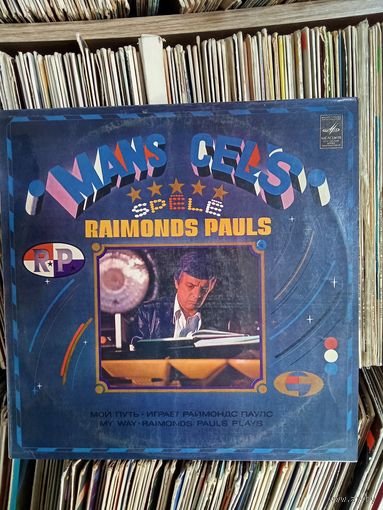 MANS CEĻŠ
SPĒLĒ
RAIMONDS PAULS
R★P
МОЙ ПУТЬ • ИГРАЕТ РАЙМОНДС ПАУЛС
MY WAY • RAIMONDS PAULS PLAYS